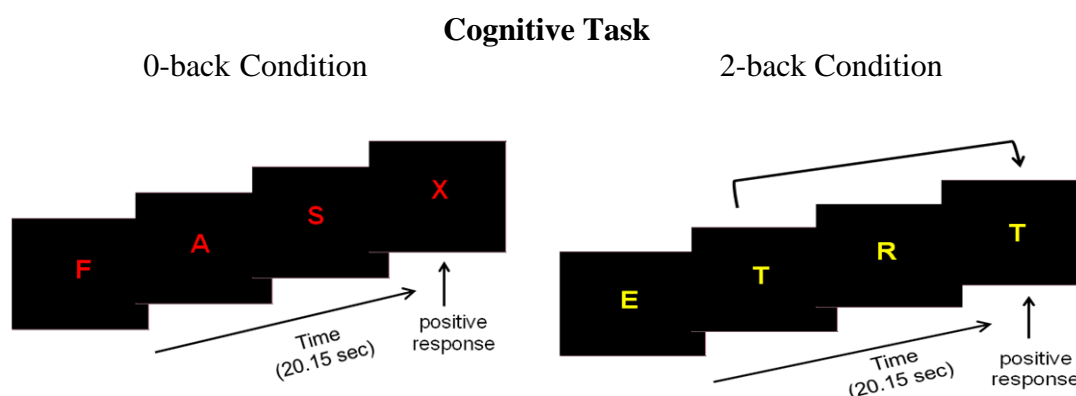 Cognitive Task
0-back Condition
2-back Condition
F
A
S
X
Time
(20.15 sec)
positive
response
E
T
R
T
Time
(20.15 sec)
positive
response